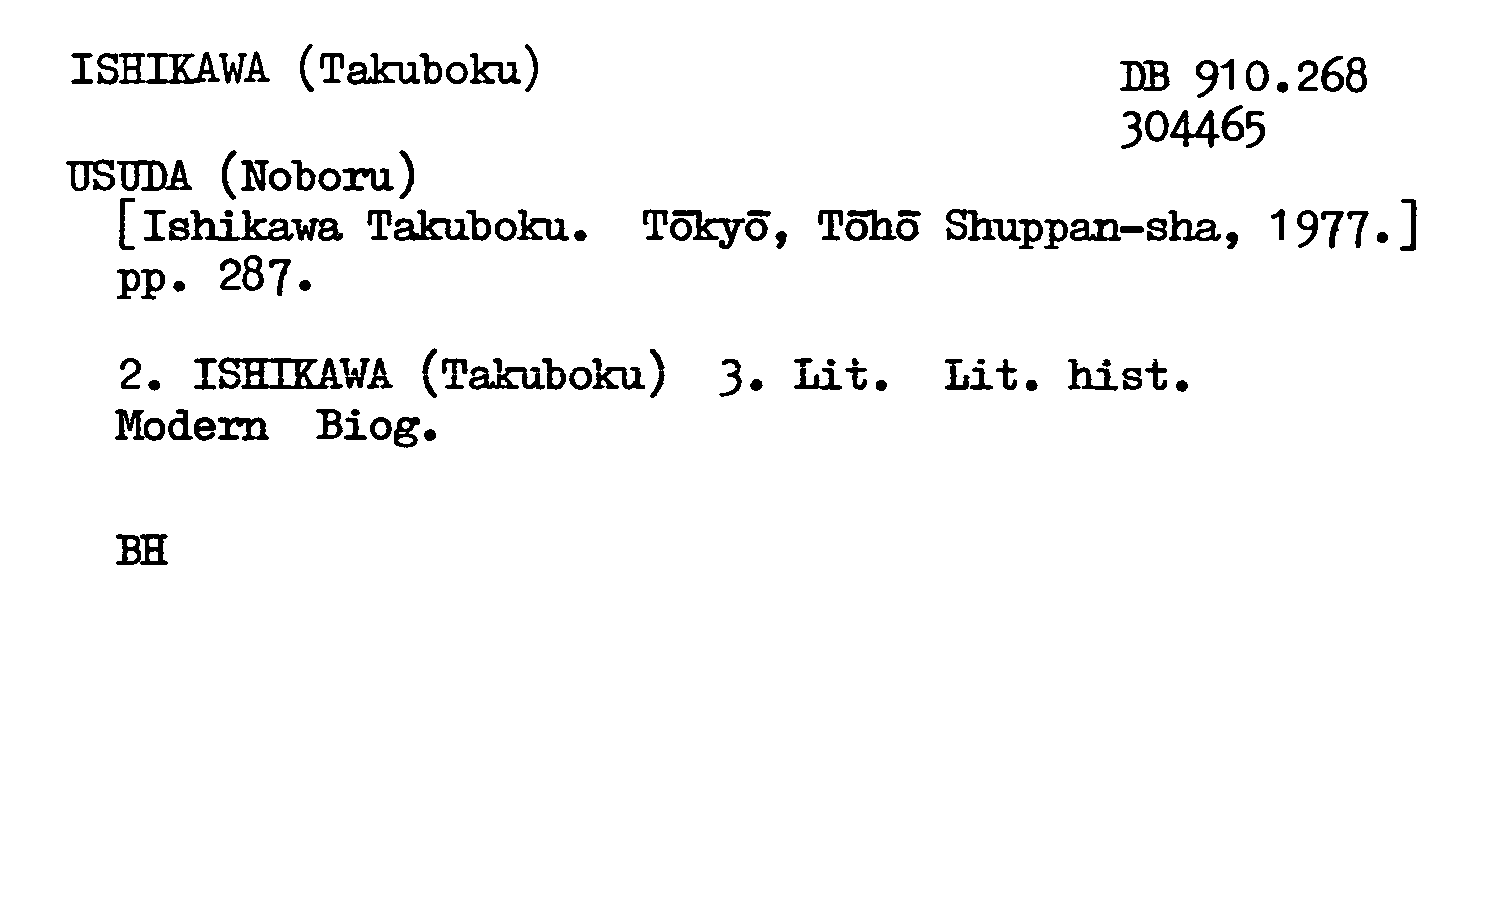 ISHIKAWA (Takuboku)
DB 910.268
304465
USUDA (Noboru)
[Ishikawa Takuboku. Tōkyō, Tōhō Shuppan-sha, 1977.]
pp. 287.
2. ISHIKAWA (Takuboku) 3. Lit. Lit. hist.
Modern Biog.
BH